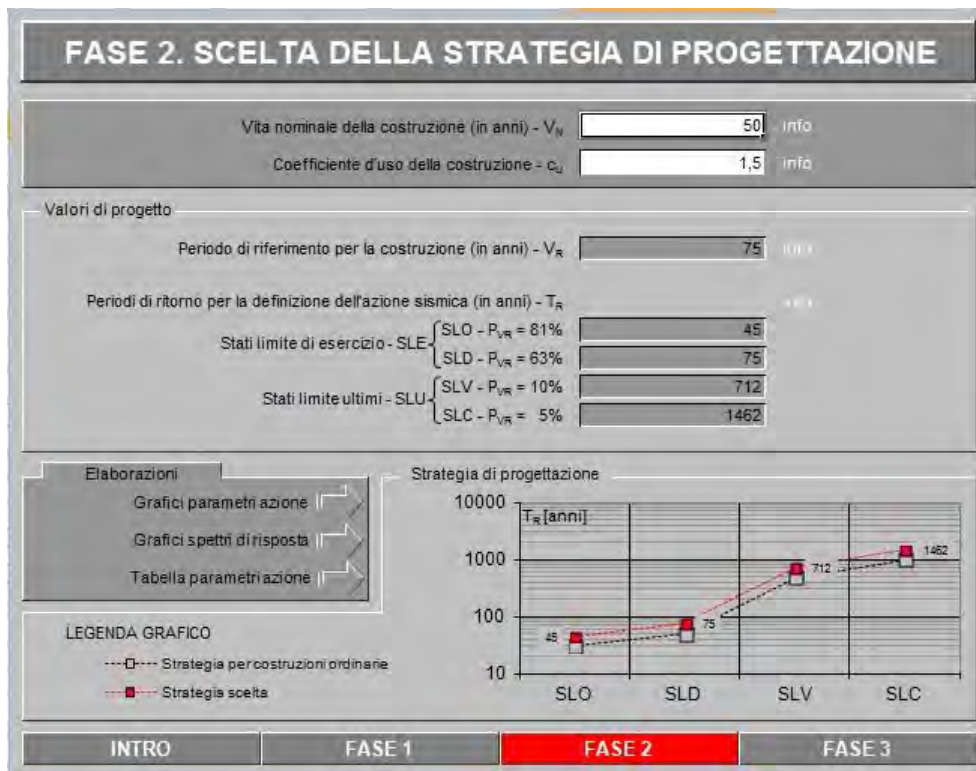 FASE 2. SCELTA DELLA STRATEGIA DI PROGETTAZIONE
Vita nominale della costruzione (in anni) - VN 50 info
Coefficiente d'uso della costruzione - cU 1,5 info
Valori di progetto
Periodo di riferimento per la costruzione (in anni) - VR 75 info
Periodi di ritorno per la definizione dell'azione sismica (in anni) - TR info
Stati limite di esercizio - SLE
SLO - PVR = 81% 45
SLD - PVR = 63% 75
Stati limite ultimi - SLU
SLV - PVR = 10% 712
SLC - PVR = 5% 1462
Elaborazioni
Grafici parametri azione
Grafici spettri di risposta
Tabella parametri azione
LEGENDA GRAFICO
Strategia per costruzioni ordinarie
Strategia scelta
Strategia di progettazione
TR [anni]
10000
1000
100
10
45
75
712
1462
SLO SLD SLV SLC
INTRO FASE 1 FASE 2 FASE 3